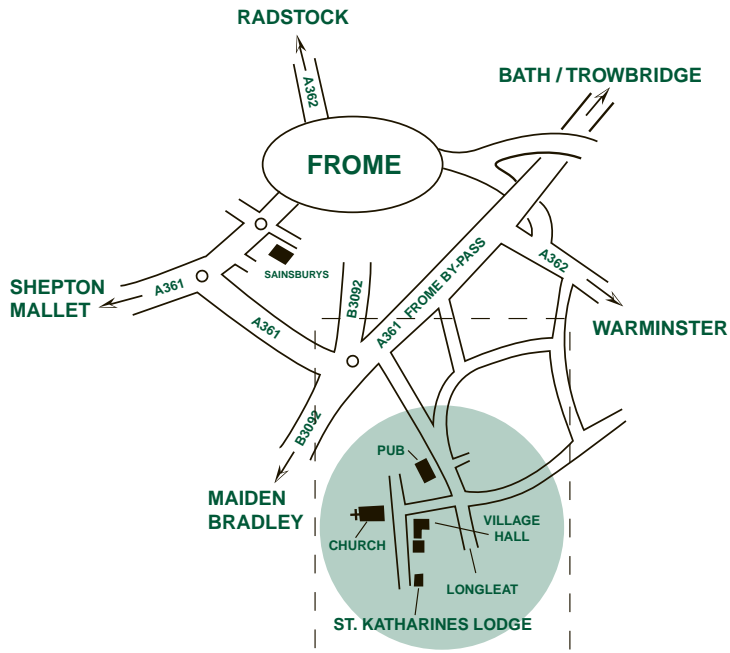 RADSTOCK
BATH / TROWBRIDGE
A362
FROME
SHEPTON
MALLET
A361
SAINSBURYS
A361
B3092
A361 FROME BY-PASS
A362
WARMINSTER
B3092
MAIDEN
BRADLEY
PUB
CHURCH
VILLAGE
HALL
LONGLEAT
ST. KATHARINES LODGE